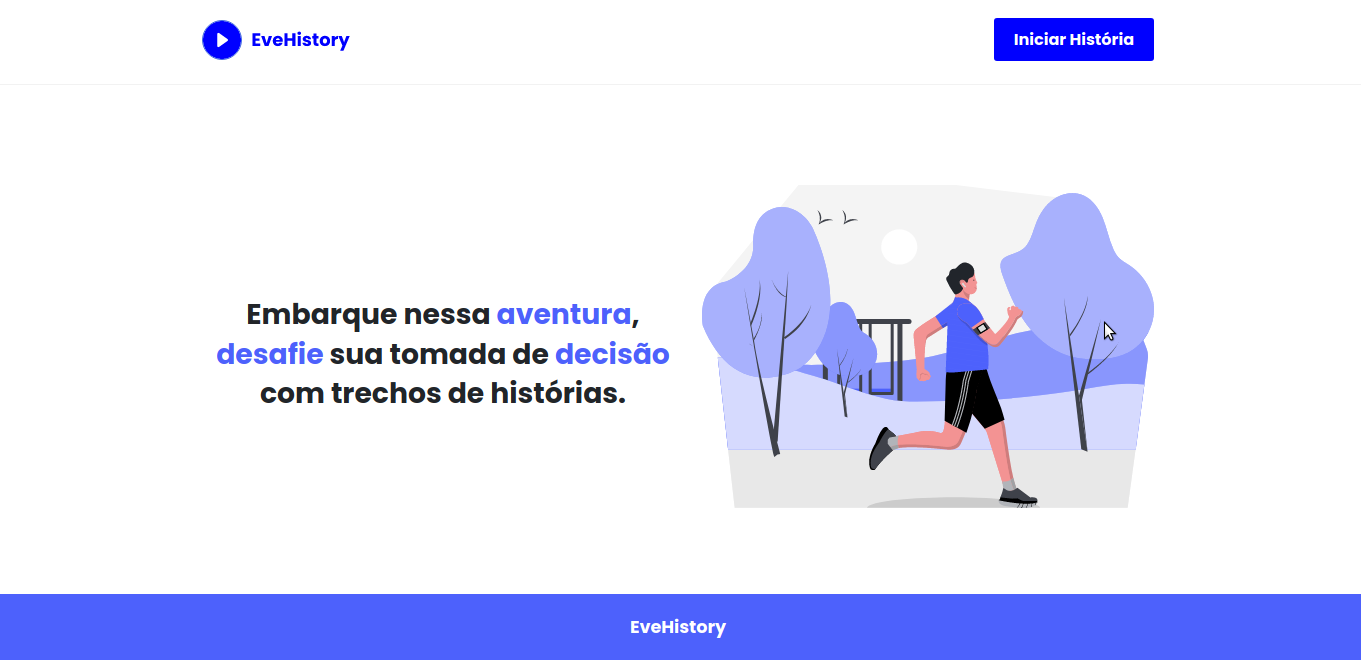 EveHistory
Iniciar História
Embarque nessa aventura,
desafie sua tomada de decisão
com trechos de histórias.
EveHistory